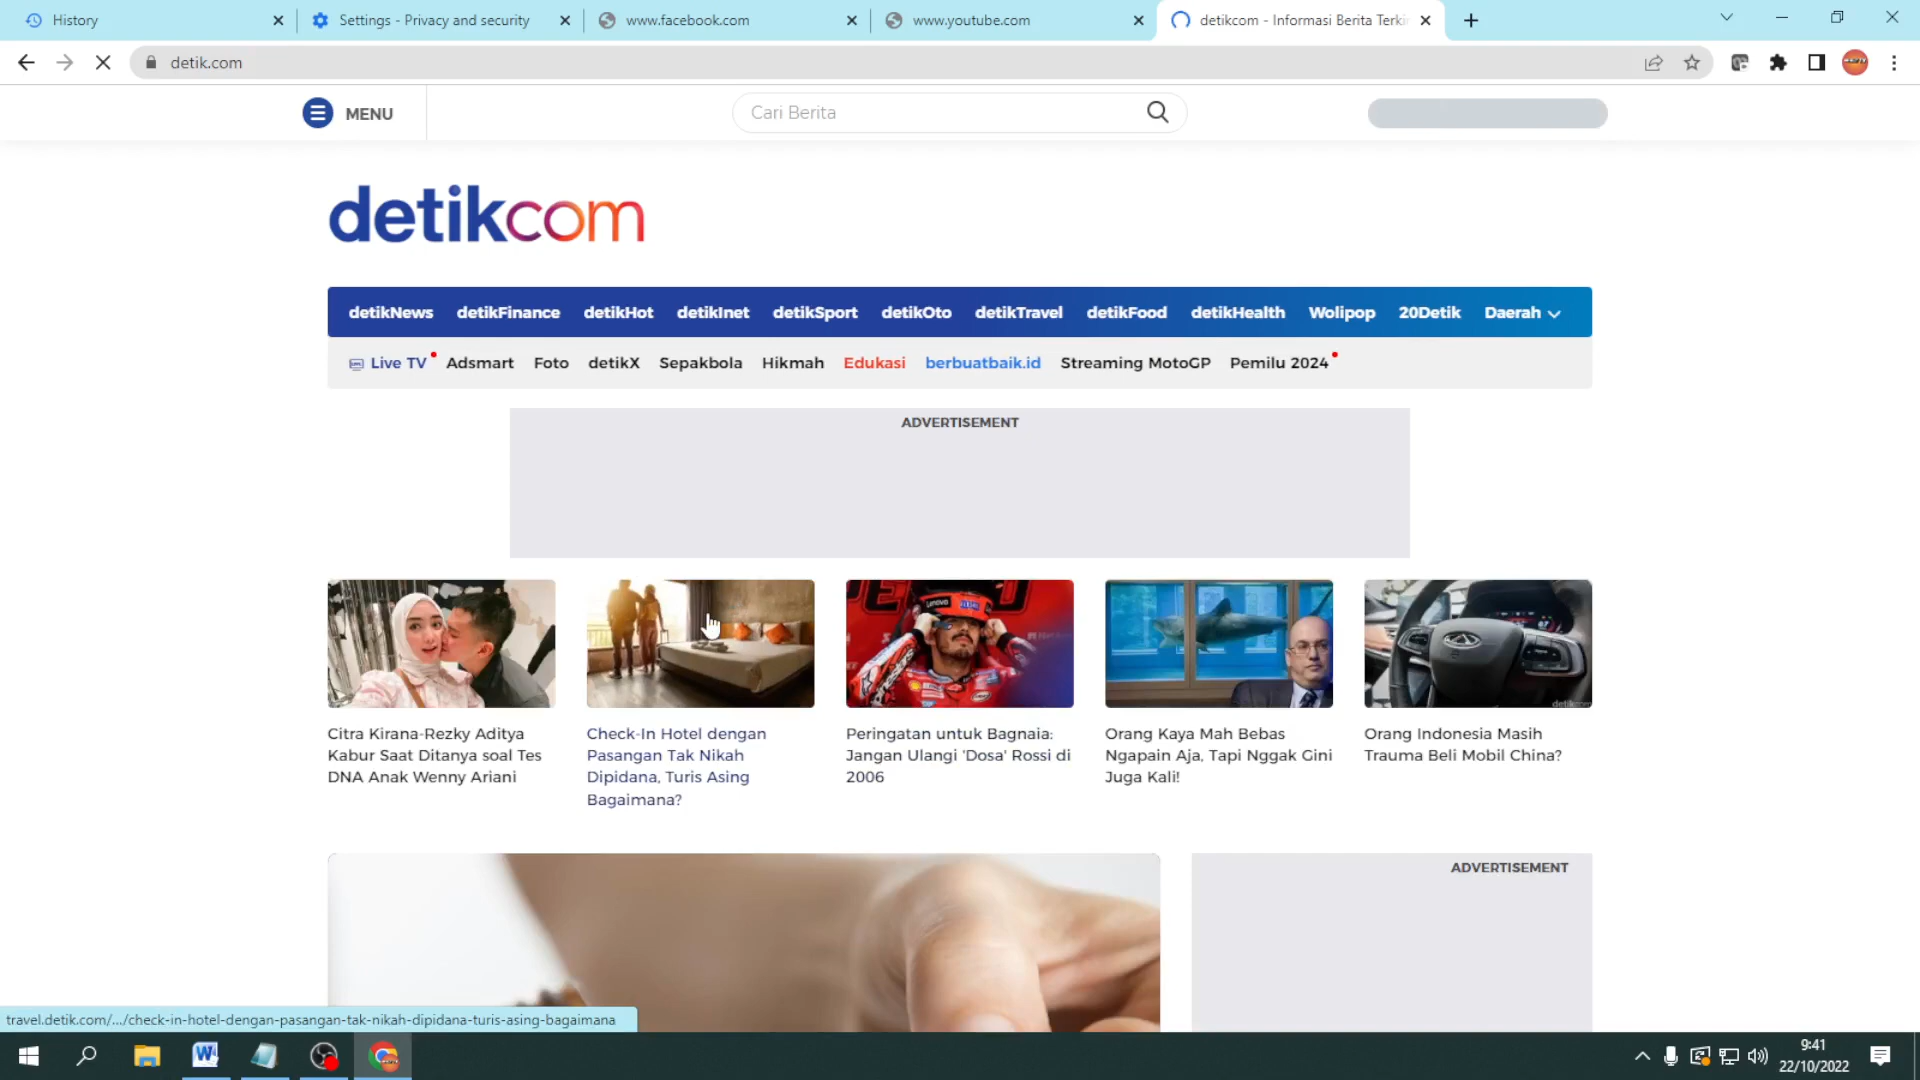 History
Settings - Privacy and security
www.facebook.com
www.youtube.com
detikcom - Informasi Berita Terki
detik.com
MENU
Cari Berita
detikcom
detikNews detikFinance detikHot detikInet detikSport detikOto detikTravel detikFood detikHealth Wolipop 20Detik Daerah
Live TV Adsmart Foto detikX Sepakbola Hikmah Edukasi berbuatbaik.id Streaming MotoGP Pemilu 2024
ADVERTISEMENT
Lenovo
Citra Kirana-Rezky Aditya
Kabur Saat Ditanya soal Tes
DNA Anak Wenny Ariani
Check-In Hotel dengan
Pasangan Tak Nikah
Dipidana, Turis Asing
Bagaimana?
Peringatan untuk Bagnaia:
Jangan Ulangi 'Dosa' Rossi di
2006
Orang Kaya Mah Bebas
Ngapain Aja, Tapi Nggak Gini
Juga Kali!
Orang Indonesia Masih
Trauma Beli Mobil China?
ADVERTISEMENT
travel.detik.com/.../check-in-hotel-dengan-pasangan-tak-nikah-dipidana-turis-asing-bagaimana
9:41
22/10/2022